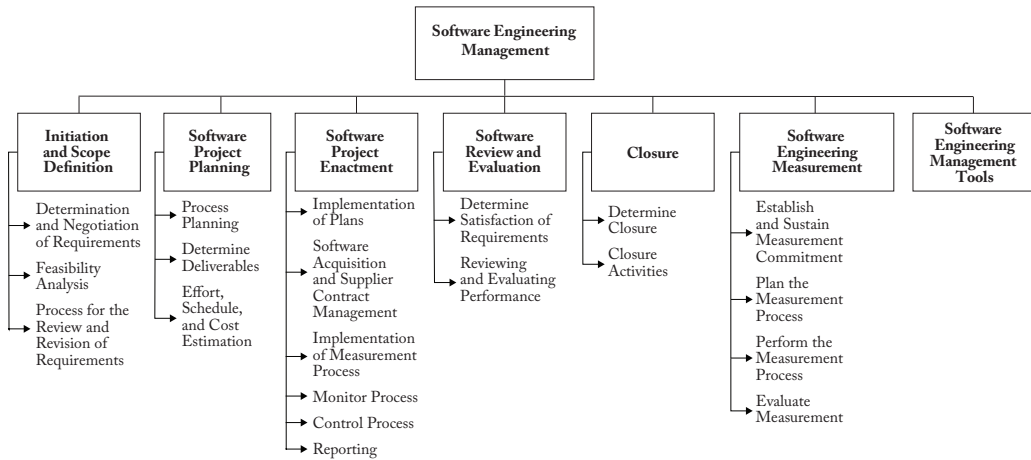 Software Engineering
Management
Initiation
and Scope
Definition
Determination
and Negotiation
of Requirements
Feasibility
Analysis
Process for the
Review and
Revision of
Requirements
Software
Project
Planning
Process
Planning
Determine
Deliverables
Effort,
Schedule,
and Cost
Estimation
Software
Project
Enactment
Implementation
of Plans
Software
Acquisition
and Supplier
Contract
Management
Implementation
of Measurement
Process
Monitor Process
Control Process
Reporting
Software
Review and
Evaluation
Determine
Satisfaction of
Requirements
Reviewing
and Evaluating
Performance
Closure
Determine
Closure
Closure
Activities
Software
Engineering
Measurement
Establish
and Sustain
Measurement
Commitment
Plan the
Measurement
Process
Perform the
Measurement
Process
Evaluate
Measurement
Software
Engineering
Management
Tools